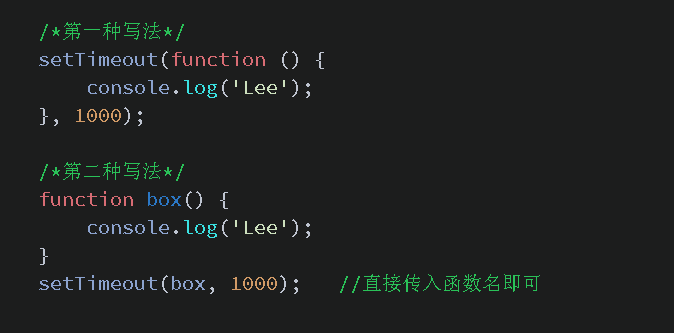 /*第一种写法*/
setTimeout(function () {
    console.log('Lee');
}, 1000);
/*第二种写法*/
function box() {
    console.log('Lee');
}
setTimeout(box, 1000);   //直接传入函数名即可